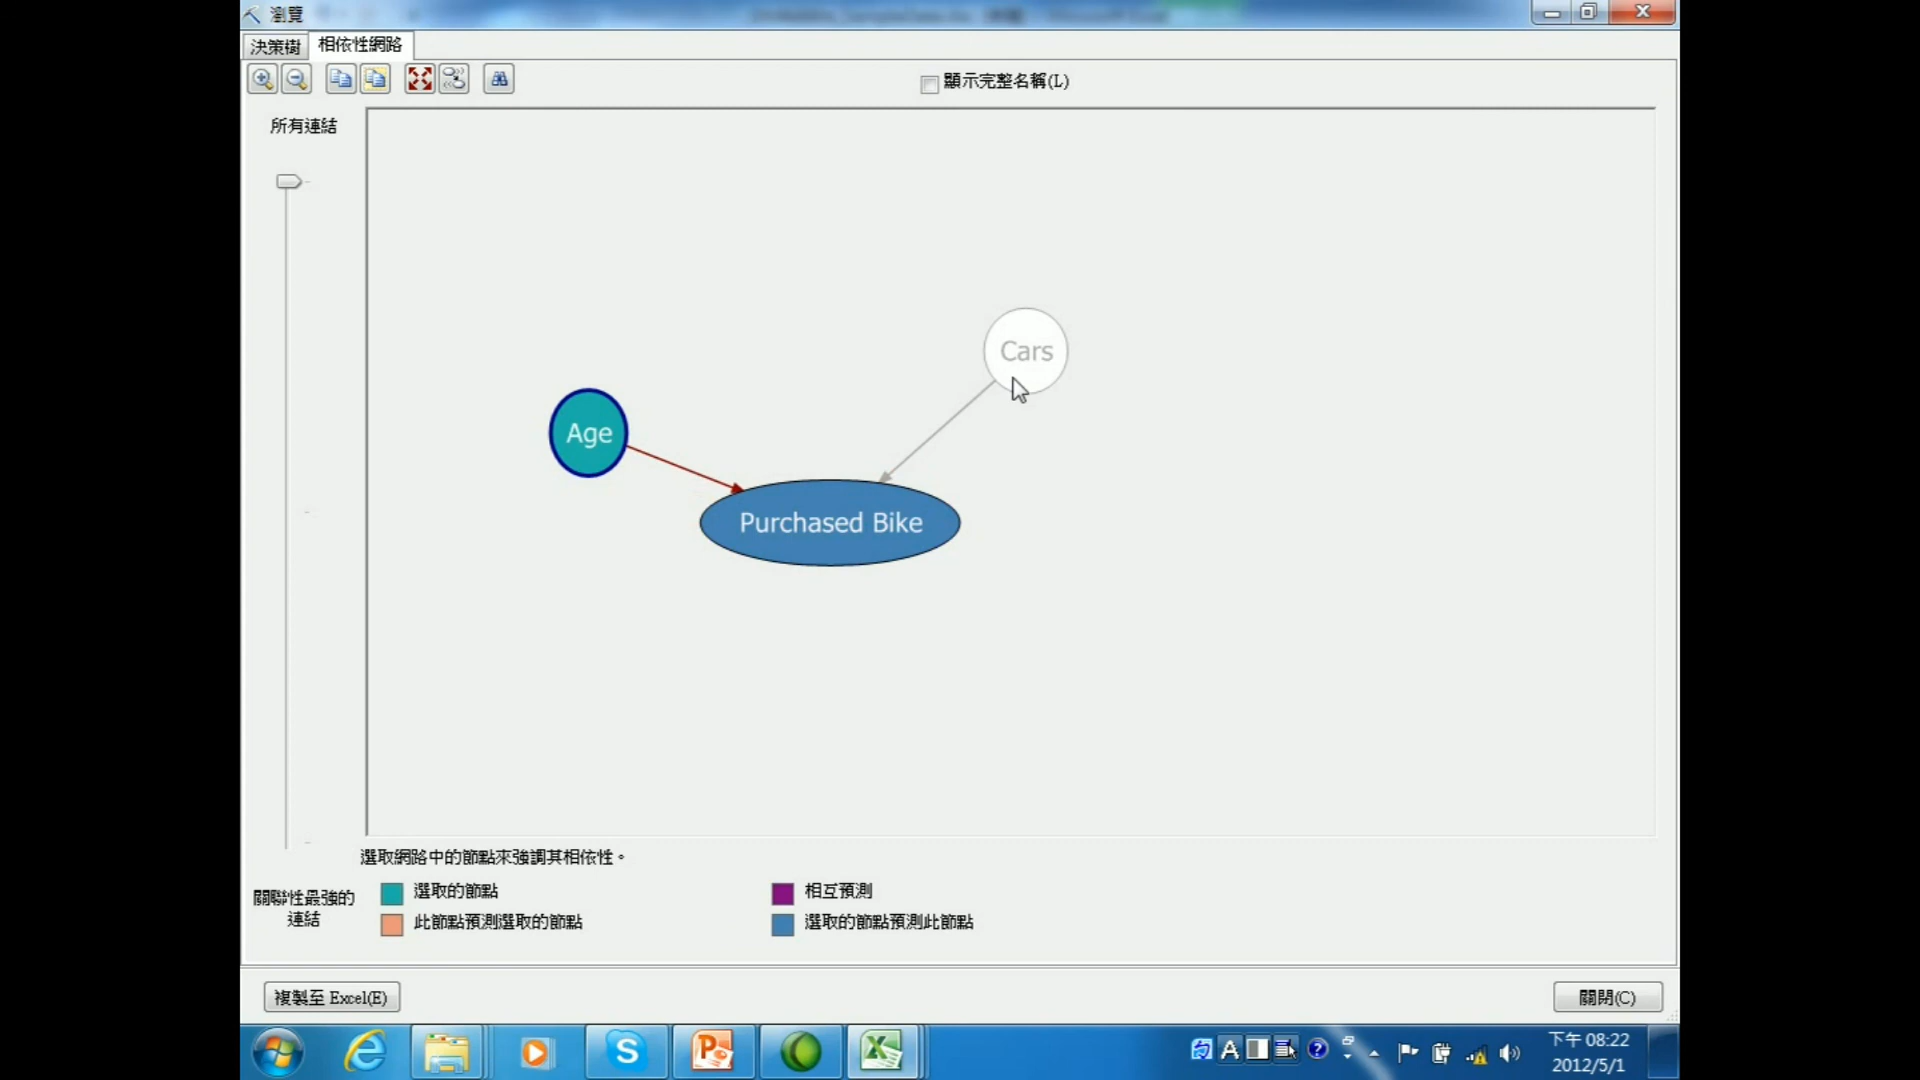 瀏覽
決策樹 相依性網路
顯示完整名稱(L)
所有連結
Cars
Age
Purchased Bike
選取網路中的節點來強調其相依性。
關聯性最強的
連結
選取的節點
相互預測
此節點預測選取的節點
選取的節點預測此節點
複製至 Excel(E)
關閉(C)
下午 08:22
2012/5/1